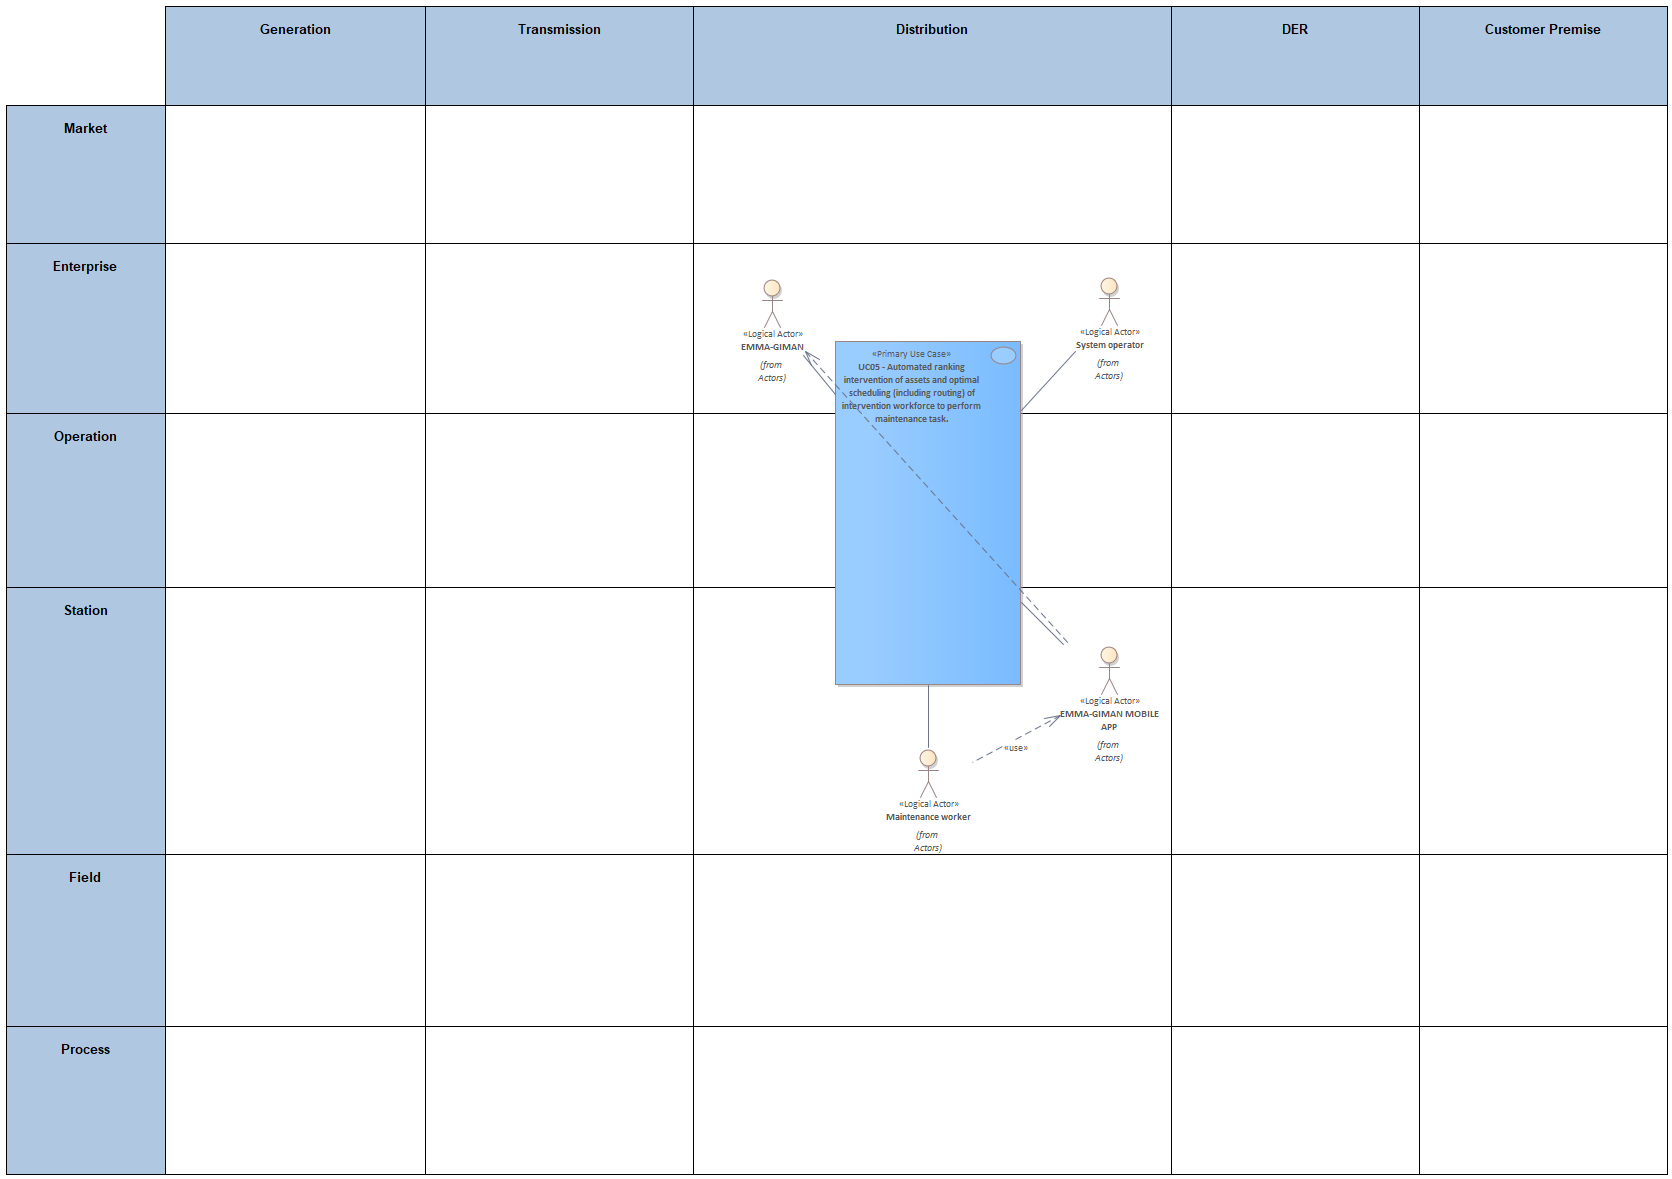 Generation
Transmission
Distribution
DER
Customer Premise
Market
Enterprise
«Logical Actor»
EMMA-GIMAN
(from
Actors)
«Primary Use Case»
UC05 - Automated ranking
intervention of assets and optimal
scheduling (including routing) of
intervention workforce to perform
maintenance task.
«Logical Actor»
System operator
(from
Actors)
Operation
Station
«Logical Actor»
EMMA-GIMAN MOBILE
APP
(from
Actors)
«use»
«Logical Actor»
Maintenance worker
(from
Actors)
Field
Process